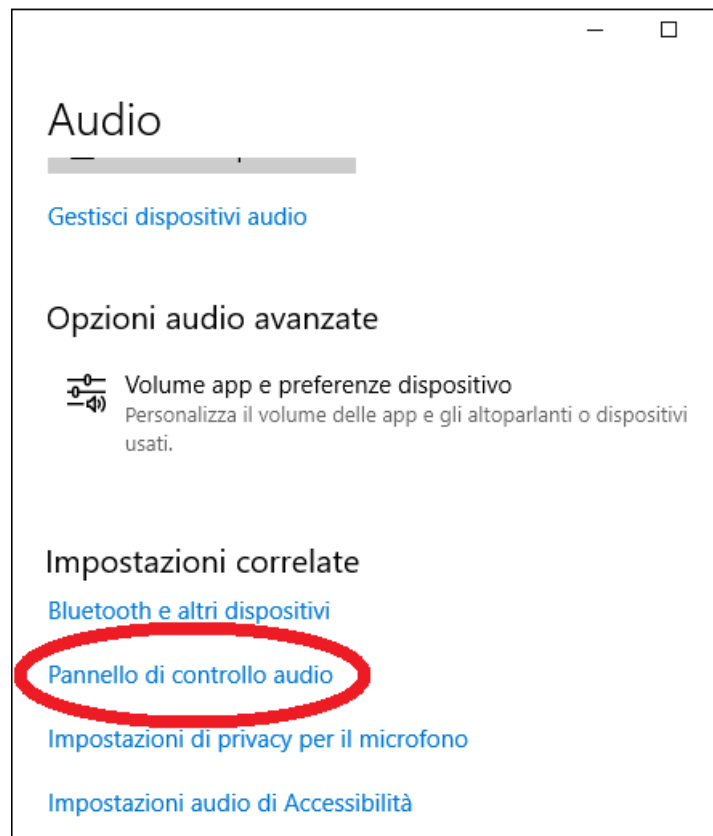 Audio
Gestisci dispositivi audio
Opzioni audio avanzate
Volume app e preferenze dispositivo
Personalizza il volume delle app e gli altoparlanti o dispositivi
usati.
Impostazioni correlate
Bluetooth e altri dispositivi
Pannello di controllo audio
Impostazioni di privacy per il microfono
Impostazioni audio di Accessibilità